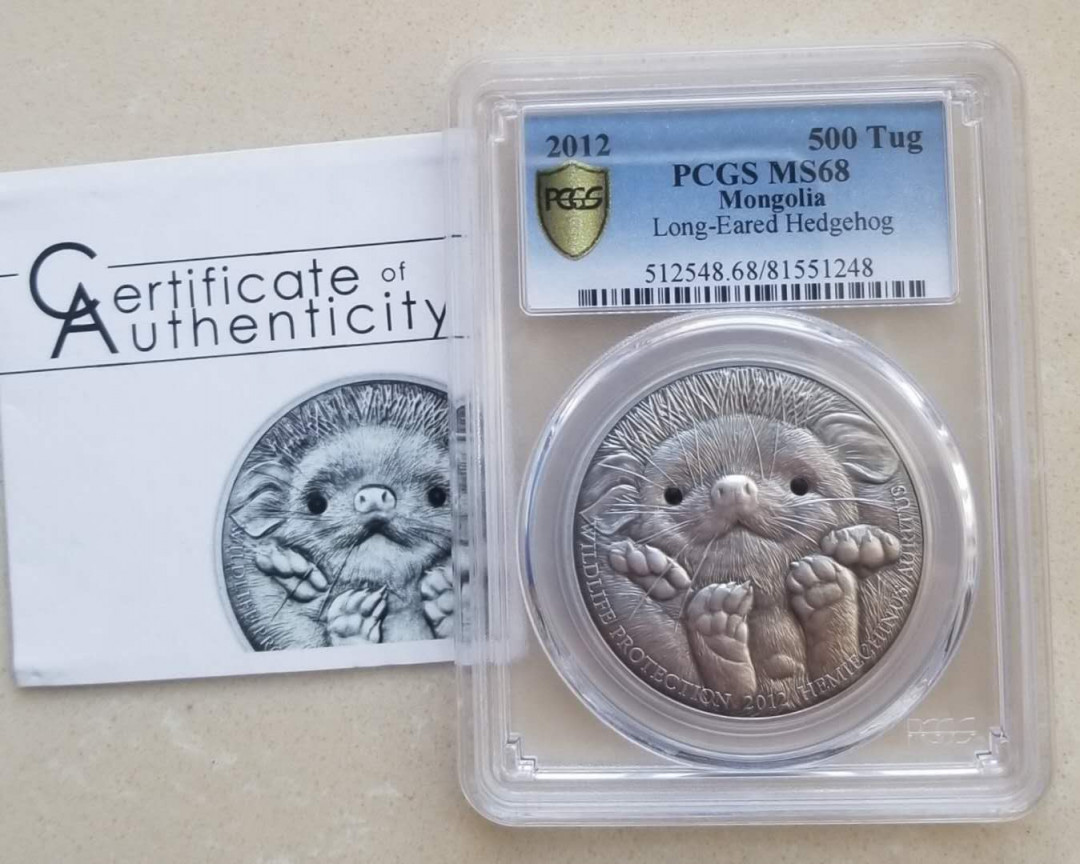 Certificate of
Authenticity
WILDLIFE
2012
500 Tug
PCGS
PCGS MS68
Mongolia
Long-Eared Hedgehog
512548.68/81551248
WILDLIFE PROTECTION 2012 HEMIECHINUS AURITUS
PCGS